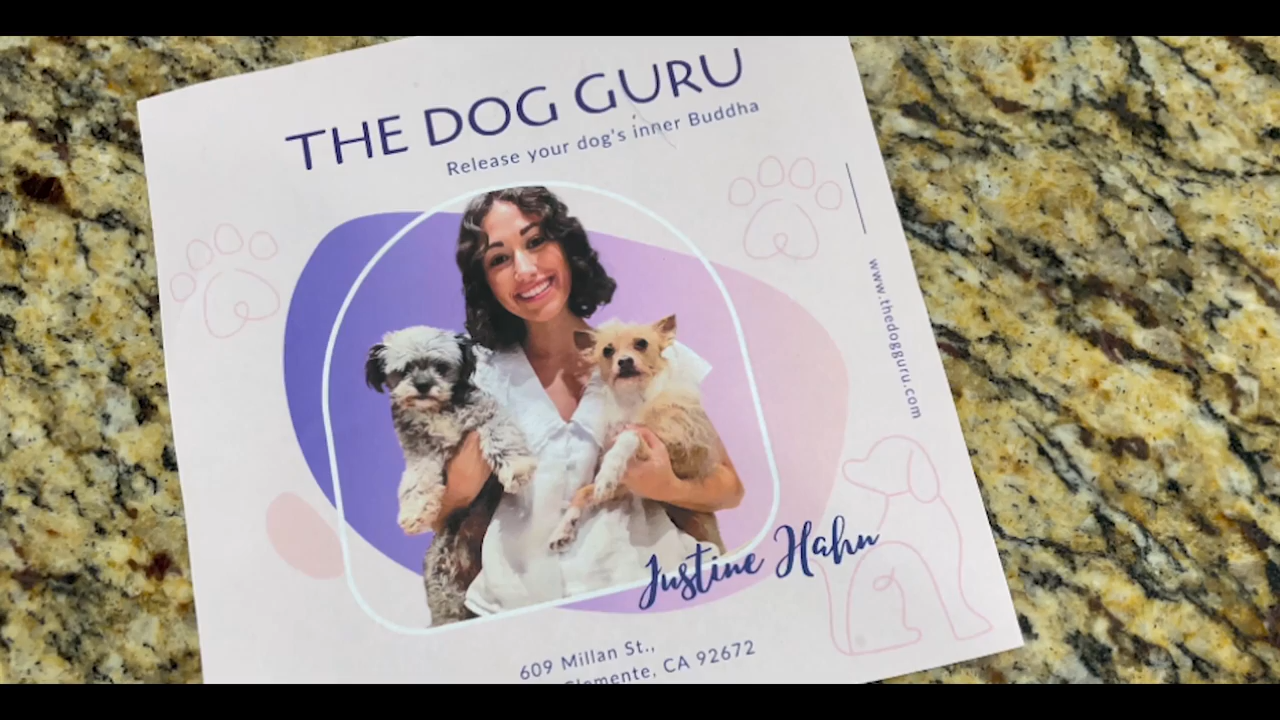 THE DOG GURU
Release your dog's inner Buddha
www.thedogguru.com
Justine Hahn
609 Millan St.,
Clemente, CA 92672